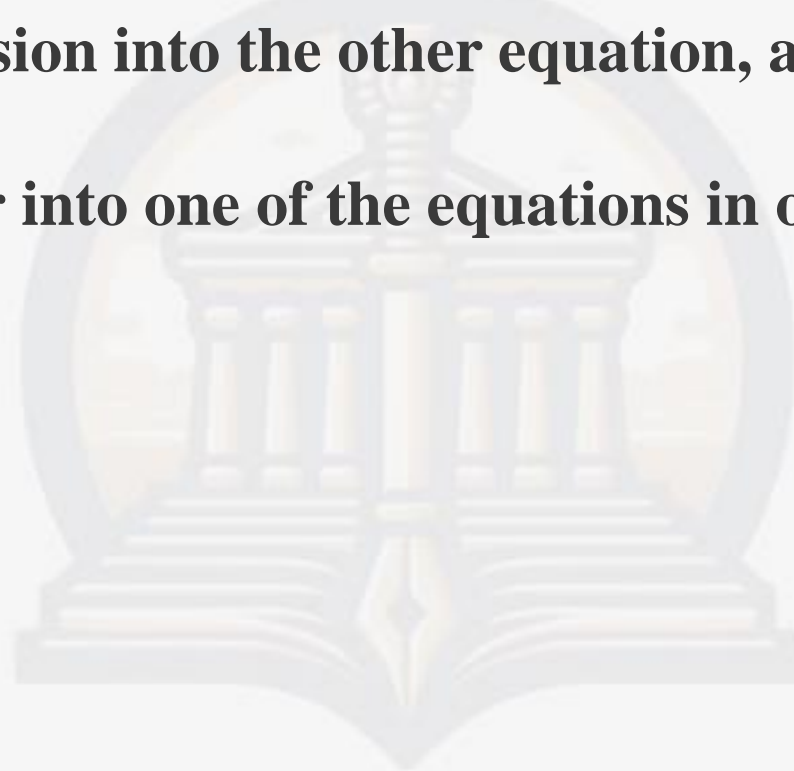 sion into the other equation, a
r into one of the equations in o